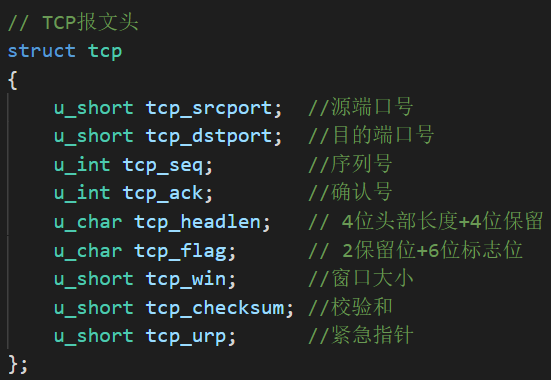 // TCP报文头
struct tcp
{
    u_short tcp_srcport;  //源端口号
    u_short tcp_dstport;  //目的端口号
    u_int tcp_seq;        //序列号
    u_int tcp_ack;        //确认号
    u_char tcp_headlen;   // 4位头部长度+4位保留
    u_char tcp_flag;      // 2保留位+6位标志位
    u_short tcp_win;      //窗口大小
    u_short tcp_checksum; //校验和
    u_short tcp_urp;      //紧急指针
};